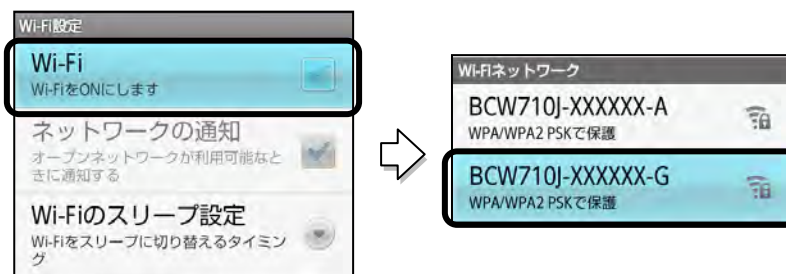 Wi-Fi設定
Wi-Fi
Wi-FiをONにします
ネットワークの通知
オープンネットワークが利用可能なと
きに通知する
Wi-Fiのスリープ設定
Wi-Fiをスリープに切り替えるタイミン
グ
Wi-Fiネットワーク
BCW710J-XXXXXX-A
WPA/WPA2 PSKで保護
BCW710J-XXXXXX-G
WPA/WPA2 PSKで保護